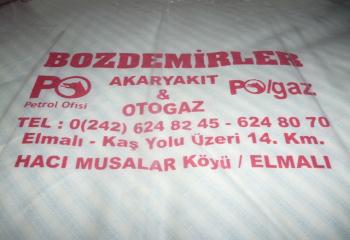 BOZDEMİRLER
PO AKARYAKIT PO/gaz
Petrol Ofisi &
OTOGAZ
TEL : 0(242) 624 82 45 - 624 80 70
Elmalı - Kaş Yolu Üzeri 14. Km.
HACI MUSALAR Köyü / ELMALI